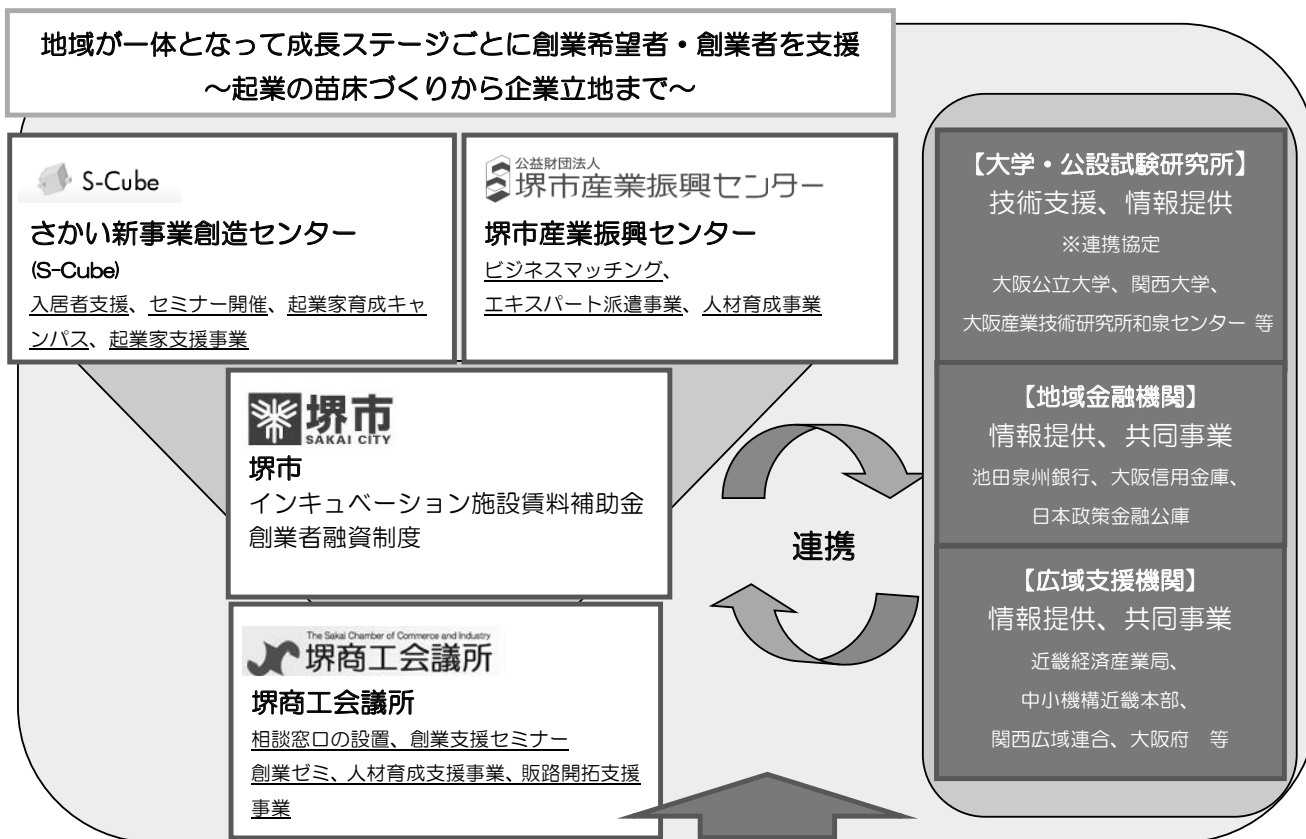 地域が一体となって成長ステージごとに創業希望者・創業者を支援
～起業の苗床づくりから企業立地まで～
S-Cube
さかい新事業創造センター
(S-Cube)
入居者支援、セミナー開催、起業家育成キャ
ンパス、起業家支援事業
公益財団法人
堺市産業振興センター
堺市産業振興センター
ビジネスマッチング、
エキスパート派遣事業、人材育成事業
堺市
SAKAI CITY
堺市
インキュベーション施設賃料補助金
創業者融資制度
The Sakai Chamber of Commerce and Industry
堺商工会議所
堺商工会議所
相談窓口の設置、創業支援セミナー
創業ゼミ、人材育成支援事業、販路開拓支援
事業
連携
【大学・公設試験研究所】
技術支援、情報提供
※連携協定
大阪公立大学、関西大学、
大阪産業技術研究所和泉センター 等
【地域金融機関】
情報提供、共同事業
池田泉州銀行、大阪信用金庫、
日本政策金融公庫
【広域支援機関】
情報提供、共同事業
近畿経済産業局、
中小機構近畿本部、
関西広域連合、大阪府　等